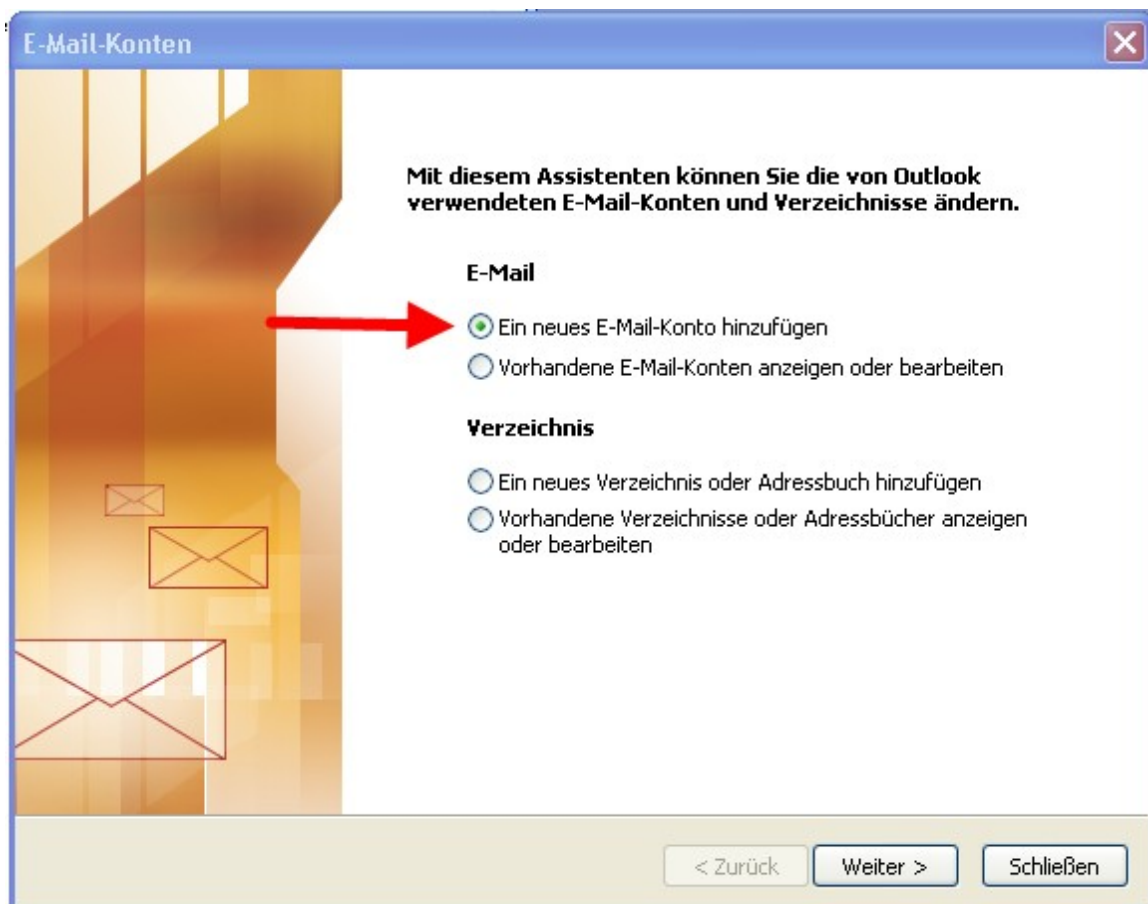 E-Mail-Konten
Mit diesem Assistenten können Sie die von Outlook
verwendeten E-Mail-Konten und Verzeichnisse ändern.
E-Mail
Ein neues E-Mail-Konto hinzufügen
Vorhandene E-Mail-Konten anzeigen oder bearbeiten
Verzeichnis
Ein neues Verzeichnis oder Adressbuch hinzufügen
Vorhandene Verzeichnisse oder Adressbücher anzeigen
oder bearbeiten
< Zurück Weiter > Schließen